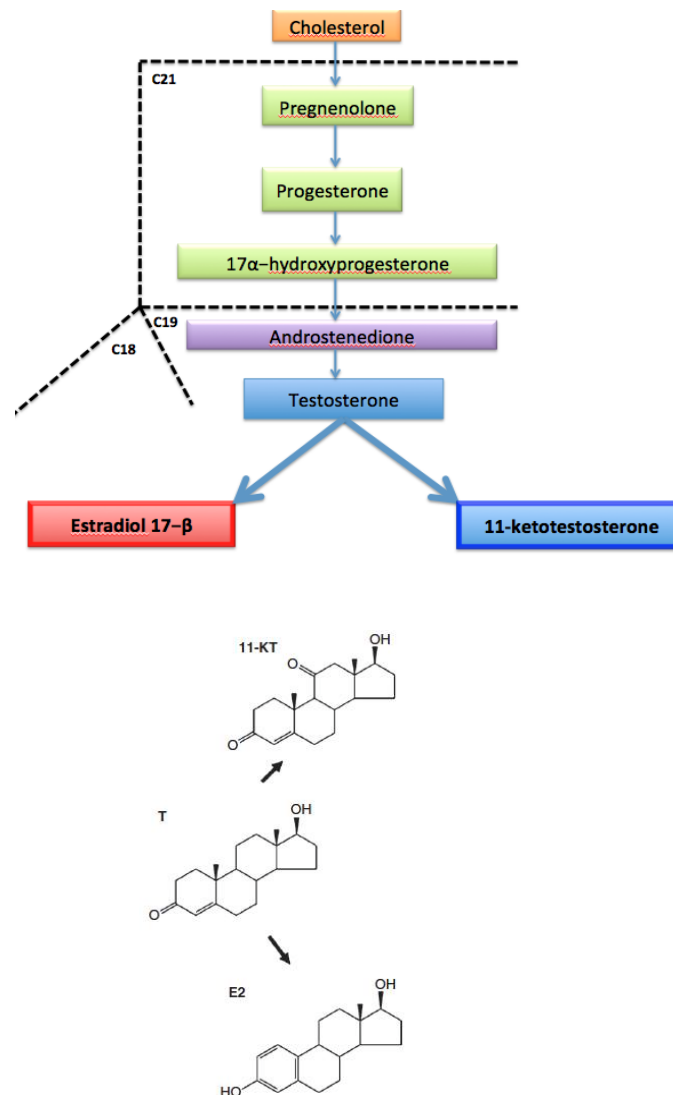 Cholesterol
C21
Pregnenolone
Progesterone
17α−hydroxyprogesterone
C19
C18
Androstenedione
Testosterone
Estradiol 17−β
11-ketotestosterone
11-KT
OH
O
O
T
OH
O
E2
OH
HO